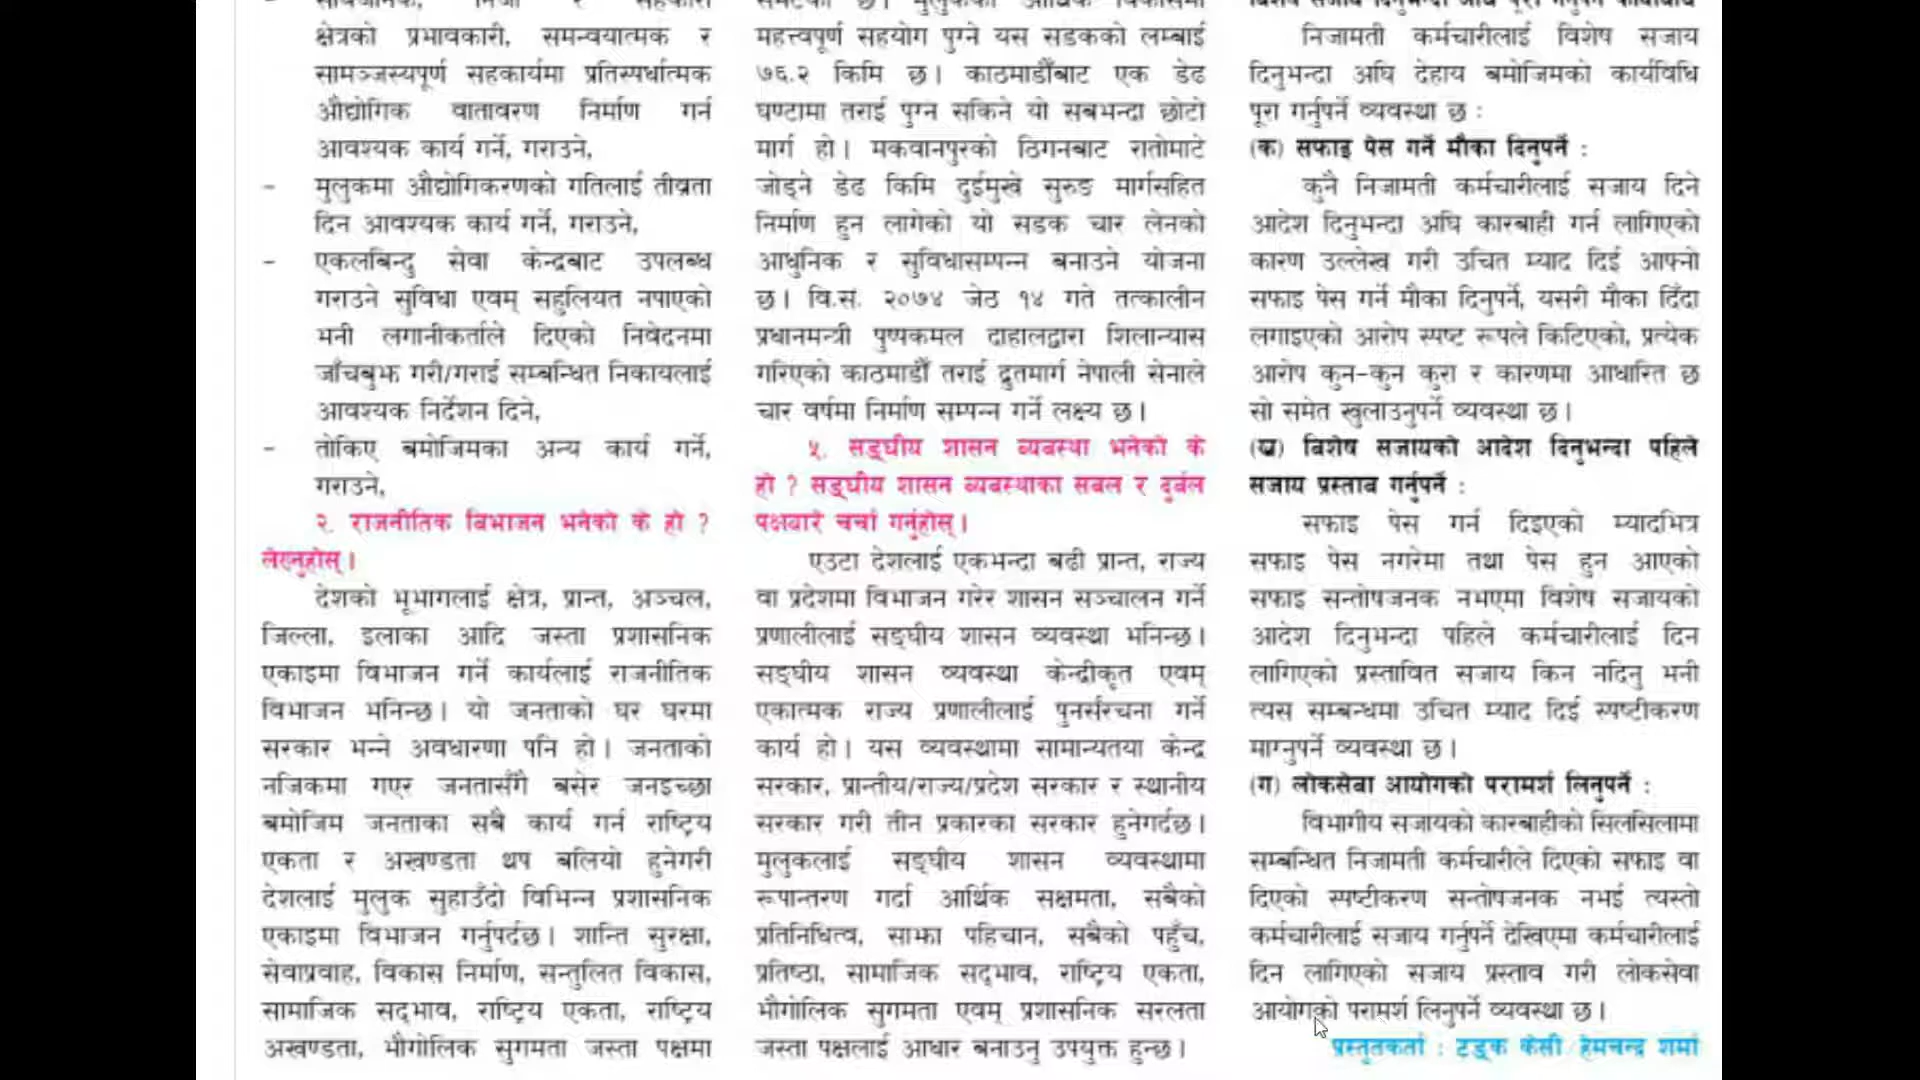 क्षेत्रको प्रभावकारी, समन्वयात्मक र
सामञ्जस्यपूर्ण सहकार्यमा प्रतिस्पर्धात्मक
औद्योगिक वातावरण निर्माण गर्न
आवश्यक कार्य गर्ने, गराउने,
– मुलुकमा औद्योगिकरणको गतिलाई तीव्रता
दिन आवश्यक कार्य गर्ने, गराउने,
– एकलबिन्दु सेवा केन्द्रबाट उपलब्ध
गराउने सुविधा एवम् सहुलियत नपाएको
भनी लगानीकर्ताले दिएको निवेदनमा
जाँचबुझ गरी/गराई सम्बन्धित निकायलाई
आवश्यक निर्देशन दिने,
– तोकिए बमोजिमका अन्य कार्य गर्ने,
गराउने,
२. राजनीतिक विभाजन भनेको के हो ?
लेख्नुहोस् ।
देशको भूभागलाई क्षेत्र, प्रान्त, अञ्चल,
जिल्ला, इलाका आदि जस्ता प्रशासनिक
एकाइमा विभाजन गर्ने कार्यलाई राजनीतिक
विभाजन भनिन्छ। यो जनताको घर घरमा
सरकार भन्ने अवधारणा पनि हो। जनताको
नजिकमा गएर जनतासँगै बसेर जनइच्छा
बमोजिम जनताका सबै कार्य गर्न राष्ट्रिय
एकता र अखण्डता थप बलियो हुनेगरी
देशलाई मुलुक सुहाउँदो विभिन्न प्रशासनिक
एकाइमा विभाजन गर्नुपर्दछ। शान्ति सुरक्षा,
सेवाप्रवाह, विकास निर्माण, सन्तुलित विकास,
सामाजिक सद्भाव, राष्ट्रिय एकता, राष्ट्रिय
अखण्डता, भौगोलिक सुगमता जस्ता पक्षमा
समेटेको छ। मुलुकको आर्थिक विकासमा
महत्त्वपूर्ण सहयोग पुग्ने यस सडकको लम्बाई
७६.२ किमि छ। काठमाडौँबाट एक डेढ
घण्टामा तराई पुग्न सकिने यो सबभन्दा छोटो
मार्ग हो। मकवानपुरको ठिगनबाट रातोमाटे
जोड्ने डेढ किमि दुईमुखे सुरुङ मार्गसहित
निर्माण हुन लागेको यो सडक चार लेनको
आधुनिक र सुविधासम्पन्न बनाउने योजना
छ। वि.सं. २०७४ जेठ १४ गते तत्कालीन
प्रधानमन्त्री पुष्पकमल दाहालद्वारा शिलान्यास
गरिएको काठमाडौँ तराई द्रुतमार्ग नेपाली सेनाले
चार वर्षमा निर्माण सम्पन्न गर्ने लक्ष्य छ।
५. सङ्घीय शासन व्यवस्था भनेको के
हो ? सङ्घीय शासन व्यवस्थाका सबल र दुर्बल
पक्षबारे चर्चा गर्नुहोस्।
एउटा देशलाई एकभन्दा बढी प्रान्त, राज्य
वा प्रदेशमा विभाजन गरेर शासन सञ्चालन गर्ने
प्रणालीलाई सङ्घीय शासन व्यवस्था भनिन्छ।
सङ्घीय शासन व्यवस्था केन्द्रीकृत एवम्
एकात्मक राज्य प्रणालीलाई पुनर्संरचना गर्ने
कार्य हो। यस व्यवस्थामा सामान्यतया केन्द्र
सरकार, प्रान्तीय/राज्य/प्रदेश सरकार र स्थानीय
सरकार गरी तीन प्रकारका सरकार हुनेगर्दछ।
मुलुकलाई सङ्घीय शासन व्यवस्थामा
रूपान्तरण गर्दा आर्थिक सक्षमता, सबैको
प्रतिनिधित्व, साझा पहिचान, सबैको पहुँच,
प्रतिष्ठा, सामाजिक सद्भाव, राष्ट्रिय एकता,
भौगोलिक सुगमता एवम् प्रशासनिक सरलता
जस्ता पक्षलाई आधार बनाउनु उपयुक्त हुन्छ।
निजामती कर्मचारीलाई विशेष सजाय
दिनुभन्दा अघि देहाय बमोजिमको कार्यविधि
पूरा गर्नुपर्ने व्यवस्था छ :
(क) सफाइ पेस गर्ने मौका दिनुपर्ने :
कुनै निजामती कर्मचारीलाई सजाय दिने
आदेश दिनुभन्दा अघि कारबाही गर्न लागिएको
कारण उल्लेख गरी उचित म्याद दिई आफ्नो
सफाइ पेस गर्ने मौका दिनुपर्ने, यसरी मौका दिँदा
लगाइएको आरोप स्पष्ट रूपले किटिएको, प्रत्येक
आरोप कुन-कुन कुरा र कारणमा आधारित छ
सो समेत खुलाउनुपर्ने व्यवस्था छ।
(ख) विशेष सजायको आदेश दिनुभन्दा पहिले
सजाय प्रस्ताव गर्नुपर्ने :
सफाइ पेस गर्न दिइएको म्यादभित्र
सफाइ पेस नगरेमा तथा पेस हुन आएको
सफाइ सन्तोषजनक नभएमा विशेष सजायको
आदेश दिनुभन्दा पहिले कर्मचारीलाई दिन
लागिएको प्रस्तावित सजाय किन नदिनु भनी
त्यस सम्बन्धमा उचित म्याद दिई स्पष्टीकरण
माग्नुपर्ने व्यवस्था छ।
(ग) लोकसेवा आयोगको परामर्श लिनुपर्ने :
विभागीय सजायको कारबाहीको सिलसिलामा
सम्बन्धित निजामती कर्मचारीले दिएको सफाइ वा
दिएको स्पष्टीकरण सन्तोषजनक नभई त्यस्तो
कर्मचारीलाई सजाय गर्नुपर्ने देखिएमा कर्मचारीलाई
दिन लागिएको सजाय प्रस्ताव गरी लोकसेवा
आयोगको परामर्श लिनुपर्ने व्यवस्था छ।
प्रस्तुतकर्ता : टङ्क केसी/हेमचन्द्र शर्मा